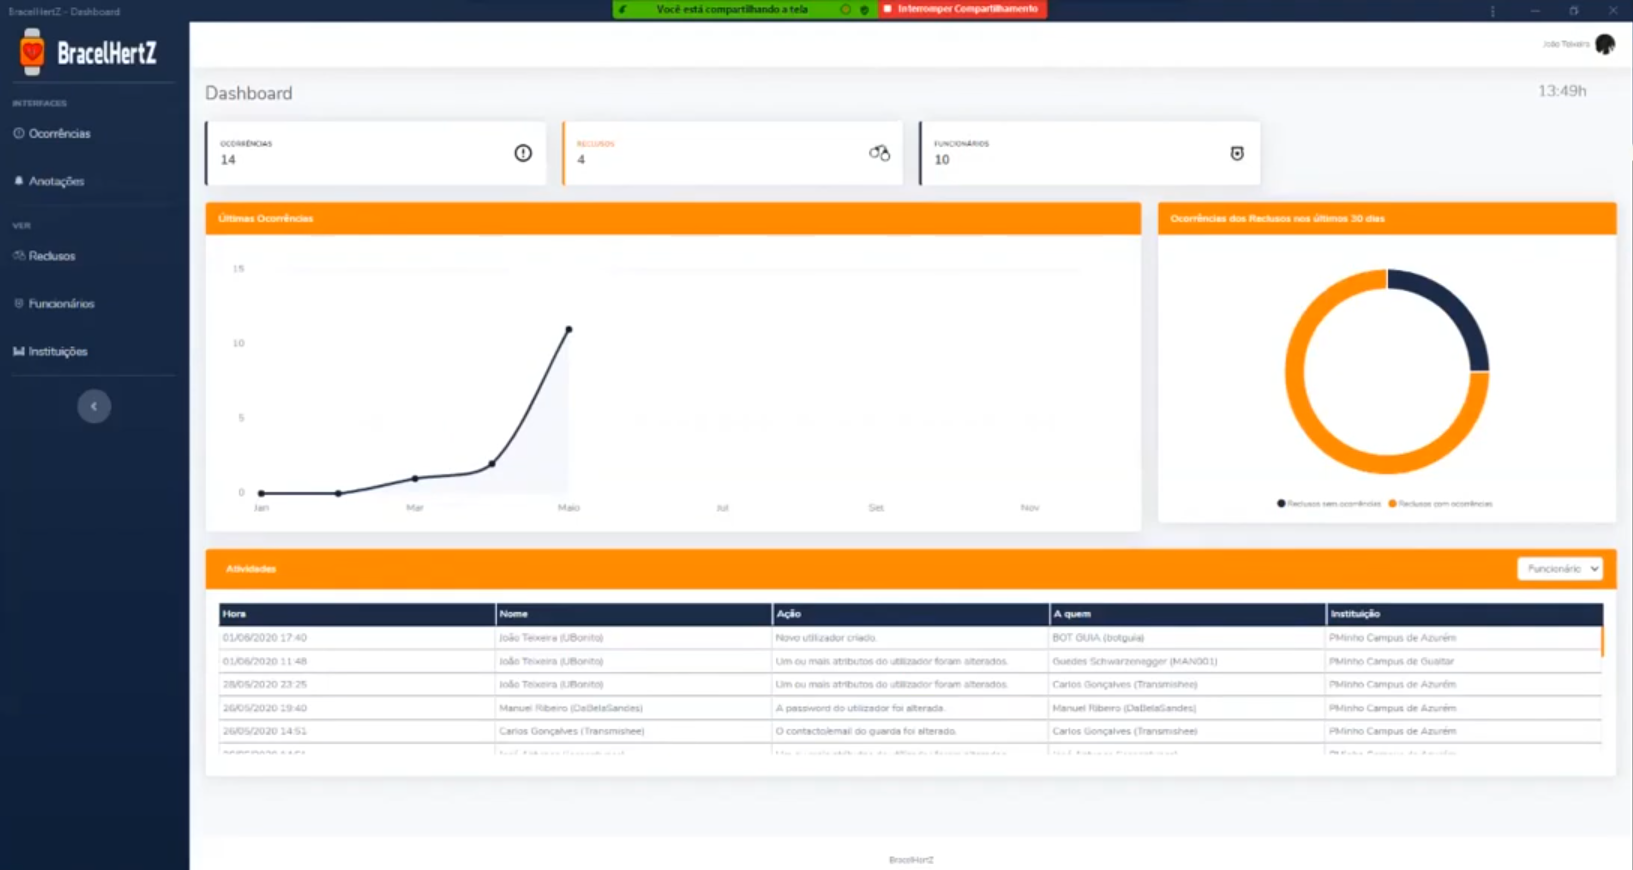 BracelHertZ - Dashboard
Você está compartilhando a tela
Interromper Compartilhamento
BracelHertZ
João Teixeira
INTERFACES
Ocorrências
Anotações
VER
Reclusos
Funcionários
Instituições
Dashboard
13:49h
OCORRÊNCIAS
14
RECLUSOS
4
FUNCIONÁRIOS
10
Últimas Ocorrências
15
10
5
0
Jan
Mar
Maio
Jul
Set
Nov
Ocorrências dos Reclusos nos últimos 30 dias
Reclusos sem ocorrências
Reclusos com ocorrências
Atividades
Funcionário
Hora Nome Ação A quem Instituição
01/06/2020 17:40 João Teixeira (UBonito) Novo utilizador criado. BOT GUIA (botguia) PMinho Campus de Azurém
01/06/2020 11:48 João Teixeira (UBonito) Um ou mais atributos do utilizador foram alterados. Guedes Schwarzenegger (MAN001) PMinho Campus de Gualtar
28/05/2020 23:25 João Teixeira (UBonito) Um ou mais atributos do utilizador foram alterados. Carlos Gonçalves (Transmishee) PMinho Campus de Azurém
26/05/2020 19:40 Manuel Ribeiro (DaBelaSandes) A password do utilizador foi alterada. Manuel Ribeiro (DaBelaSandes) PMinho Campus de Azurém
26/05/2020 14:51 Carlos Gonçalves (Transmishee) O contacto/email do guarda foi alterado. Carlos Gonçalves (Transmishee) PMinho Campus de Azurém
BracelHertZ